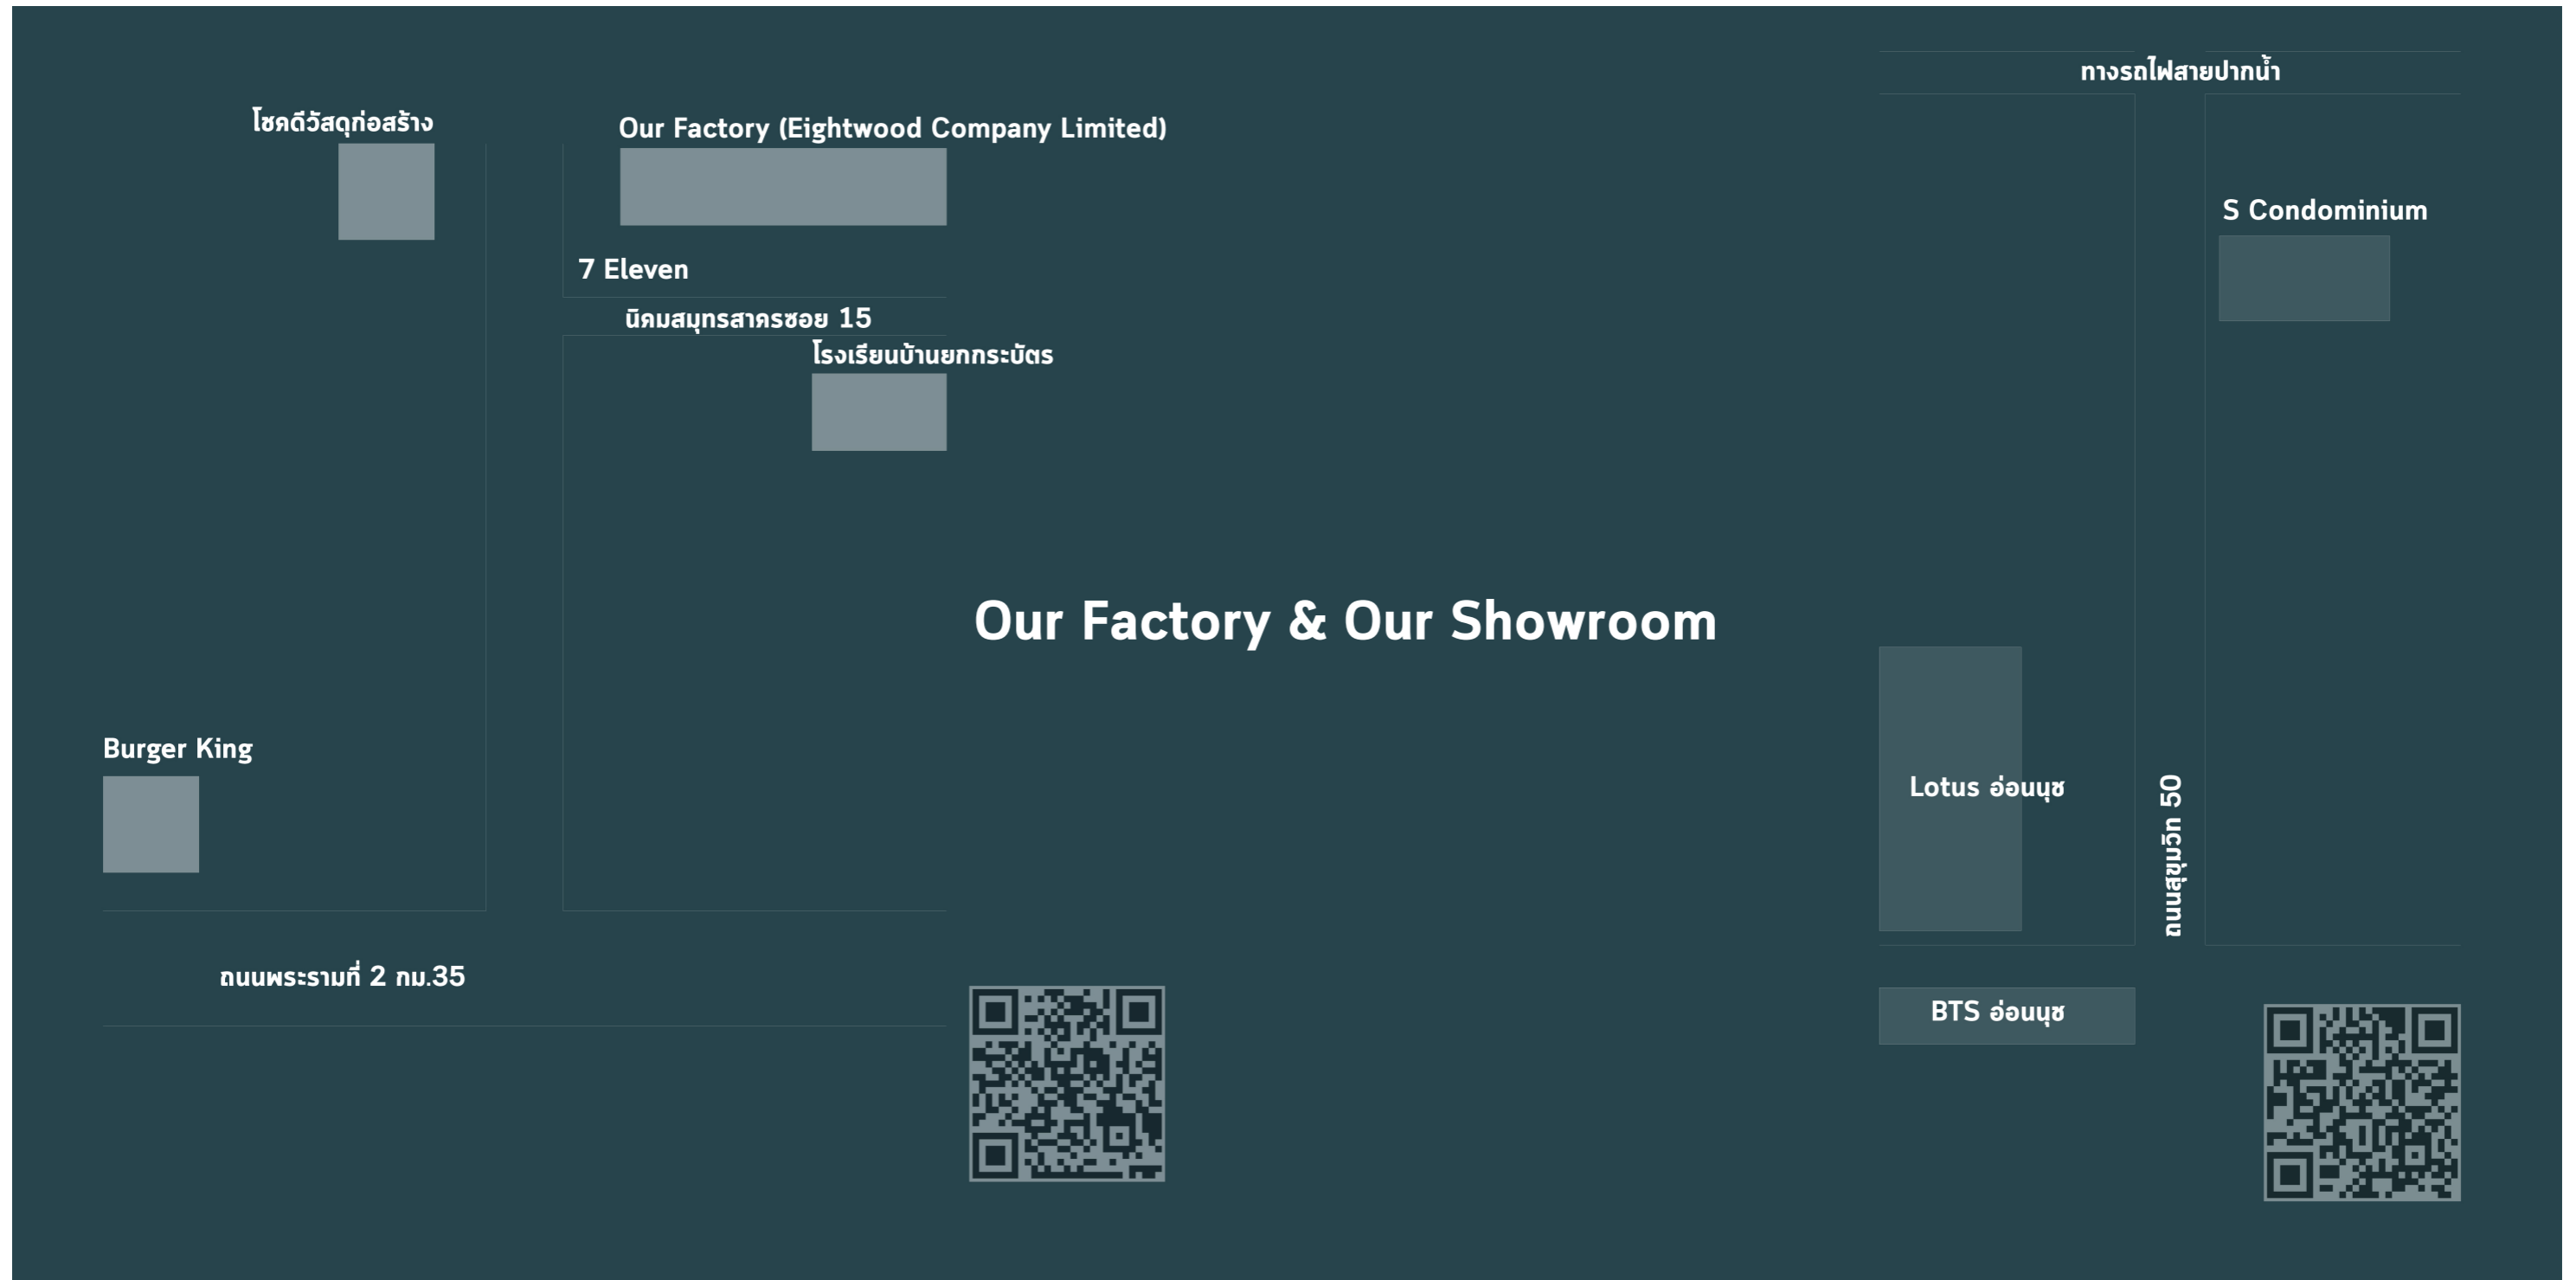 โชคดีวัสดุก่อสร้าง
Our Factory (Eightwood Company Limited)
7 Eleven
นิคมสมุทรสาครซอย 15
โรงเรียนบ้านยกกระบัตร
Burger King
ถนนพระรามที่ 2 กม.35
Our Factory & Our Showroom
ทางรถไฟสายปากน้ำ
S Condominium
Lotus อ่อนนุช
ถนนสุขุมวิท 50
BTS อ่อนนุช